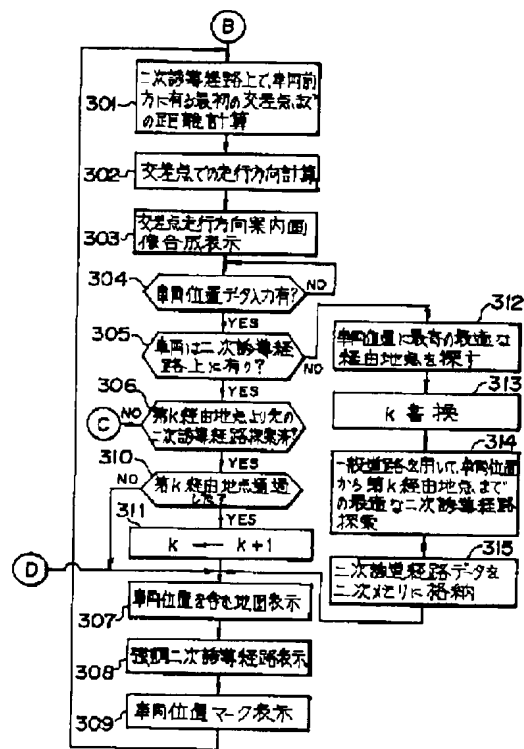 B
301
二次誘導経路上で、車両前
方に有る最初の交差点まで
の距離計算
302
交差点での走行方向計算
303
交差点走行方向案内画
像合成表示
304
車両位置データ入力有?
NO
YES
305
車両は二次誘導経
路上に有り?
NO
YES
306
第k経由地点より先の
二次誘導経路探索済?
NO
C
YES
310
第k経由地点通過
した?
NO
YES
311
k ← k+1
D
307
車両位置を含む地図表示
308
強調二次誘導経路表示
309
車両位置マーク表示
312
車両位置に最寄の最適な
経由地点を探す
313
k 書換
314
一般道路を用して、車両位置
から第k経由地点、まで
の最適な二次誘導経路
探索
315
二次誘導経路データを
二次メモリに格納